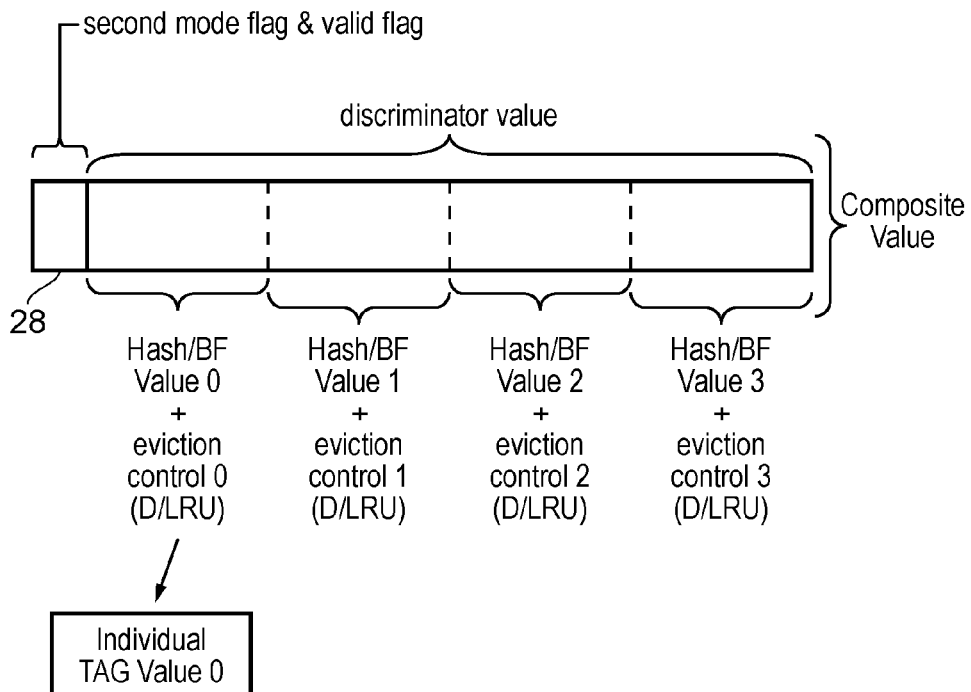 second mode flag & valid flag
discriminator value
Composite
Value
28
Hash/BF
Value 0
+
eviction
control 0
(D/LRU)
Hash/BF
Value 1
+
eviction
control 1
(D/LRU)
Hash/BF
Value 2
+
eviction
control 2
(D/LRU)
Hash/BF
Value 3
+
eviction
control 3
(D/LRU)
Individual
TAG Value 0